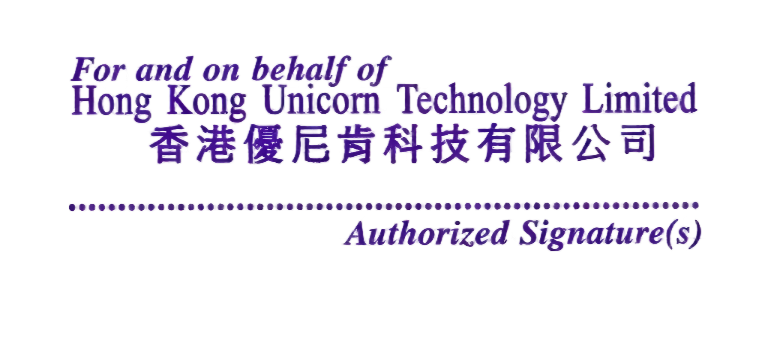 For and on behalf of
Hong Kong Unicorn Technology Limited
香港優尼肯科技有限公司
Authorized Signature(s)